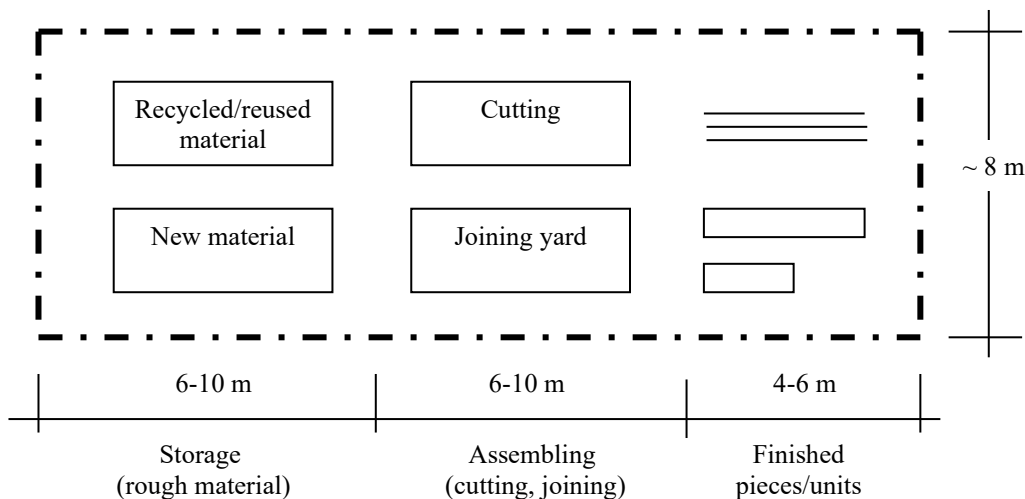 Recycled/reused
material
Cutting
~ 8 m
New material
Joining yard
6-10 m
6-10 m
4-6 m
Storage
(rough material)
Assembling
(cutting, joining)
Finished
pieces/units